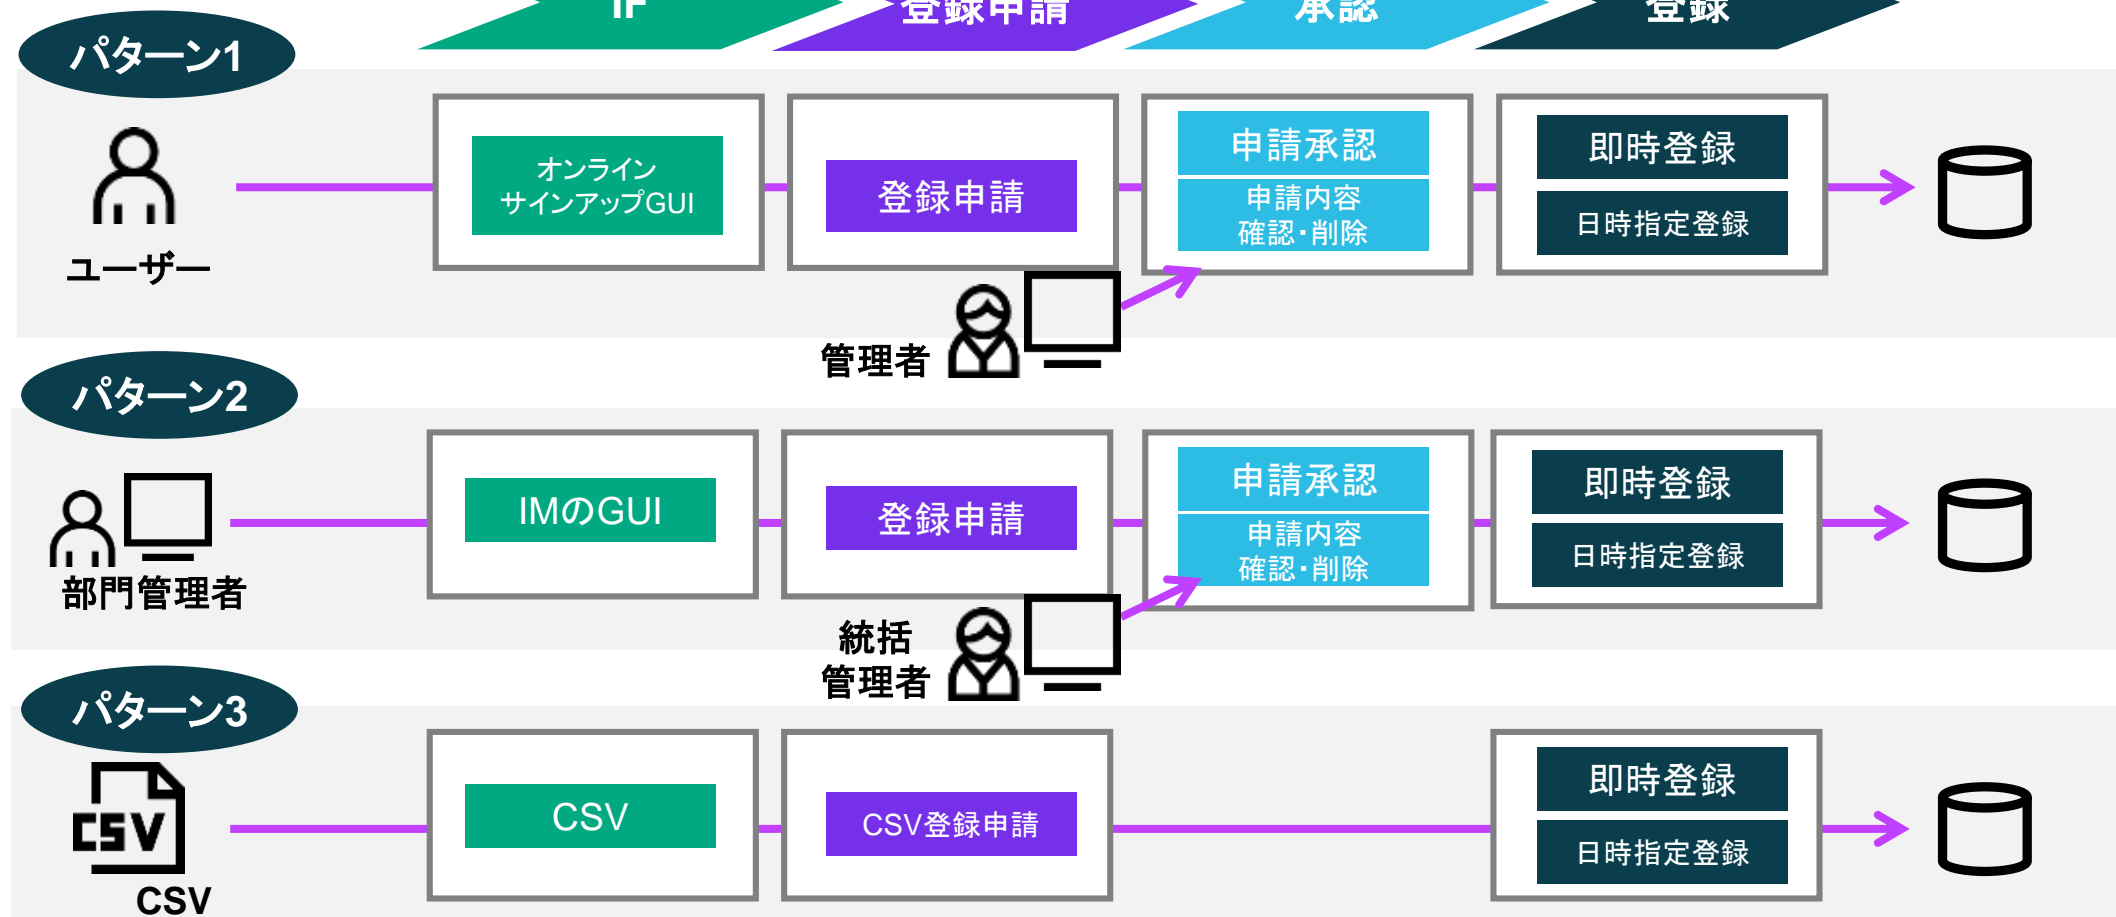 IF
登録申請
承認
登録
パターン1
オンライン
サインアップGUI
登録申請
申請承認
申請内容
確認・削除
即時登録
日時指定登録
ユーザー
管理者
パターン2
IMのGUI
登録申請
申請承認
申請内容
確認・削除
即時登録
日時指定登録
部門管理者
統括
管理者
パターン3
CSV
CSV
CSV登録申請
即時登録
日時指定登録
CSV